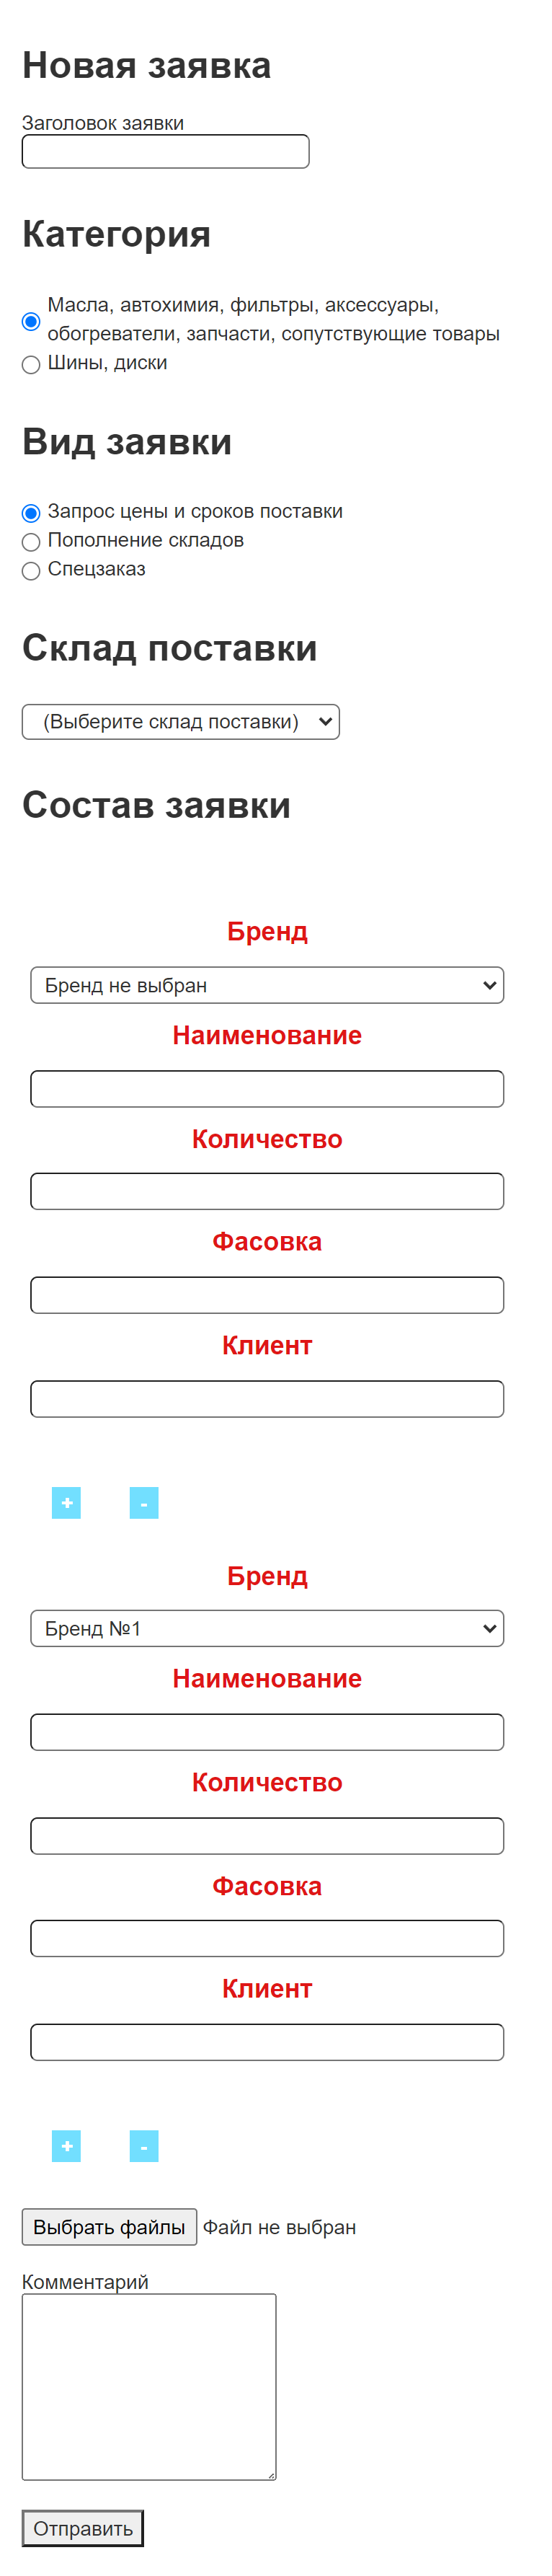 Новая заявка
Заголовок заявки
Категория
Масла, автохимия, фильтры, аксессуары,
обогреватели, запчасти, сопутствующие товары
Шины, диски
Вид заявки
Запрос цены и сроков поставки
Пополнение складов
Спецзаказ
Склад поставки
(Выберите склад поставки)
Состав заявки
Бренд
Бренд не выбран
Наименование
Количество
Фасовка
Клиент
+ -
Бренд
Бренд №1
Наименование
Количество
Фасовка
Клиент
+ -
Выбрать файлы Файл не выбран
Комментарий
Отправить